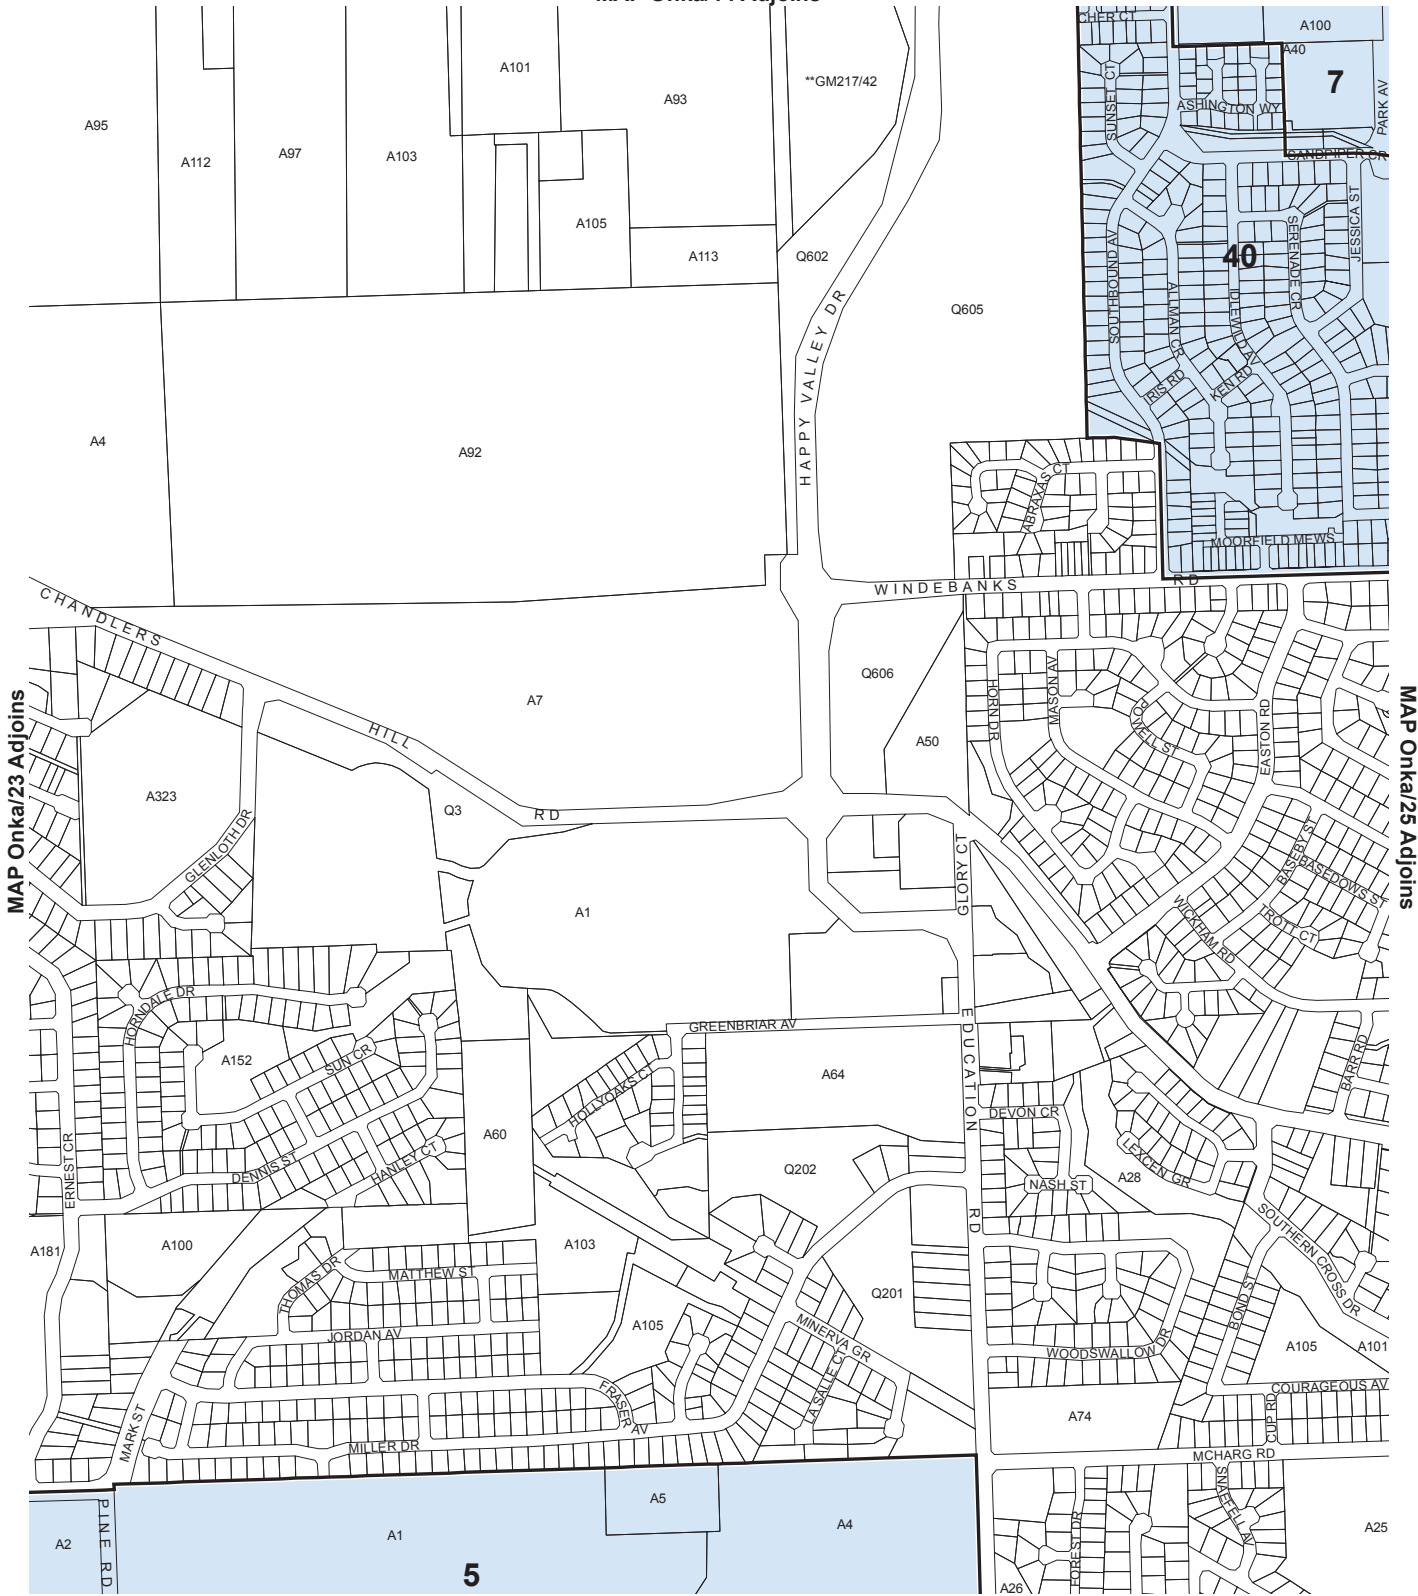 MAP Onka/14 Adjoins
CHER CT
A100
A40
7
PARK AV
A101
**GM217/42
A93
A95
SUNSET CT
ASHINGTON WY
A112
A97
A103
SANDPIPER CR
A105
JESSICA ST
SERENADE CR
A113
Q602
40
SOUTHBOUND AV
Q605
HAPPY VALLEY DR
ALLMAN CR
IDLEWILD AV
IRIS RD
KEN RD
A4
A92
ABRAXAS CT
MOORFIELD MEWS
WINDEBANKS RD
CHANDLERS HILL RD
A7
Q606
A50
HORN DR
MASON AV
POWELL ST
EASTON RD
MAP Onka/23 Adjoins
MAP Onka/25 Adjoins
A323
Q3
GLENLOTH DR
GLORY CT
BASEBY ST
BASEDOWS ST
A1
WICKHAM RD
TROTT CT
HORNDALE DR
GREENBRIAR AV
EDUCATION RD
A152
SUN CR
A64
HOLLYOAKS CT
BARR RD
DEVON CR
A60
ERNEST CR
DENNIS ST
HANLEY CT
Q202
LEXCEN GR
A28
NASH ST
SOUTHERN CROSS DR
A181
A100
A103
THOMAS DR
MATTHEW ST
Q201
BOND ST
JORDAN AV
A105
MINERVA GR
WOODSWALLOW DR
A105
A101
LA SALLE CT
FRASER AV
COURAGEOUS AV
A74
CUP RD
MARK ST
MILLER DR
MCHARG RD
SNAEFELL AV
PINE RD
A5
A2
A1
A4
5
FOREST DR
A25
A26